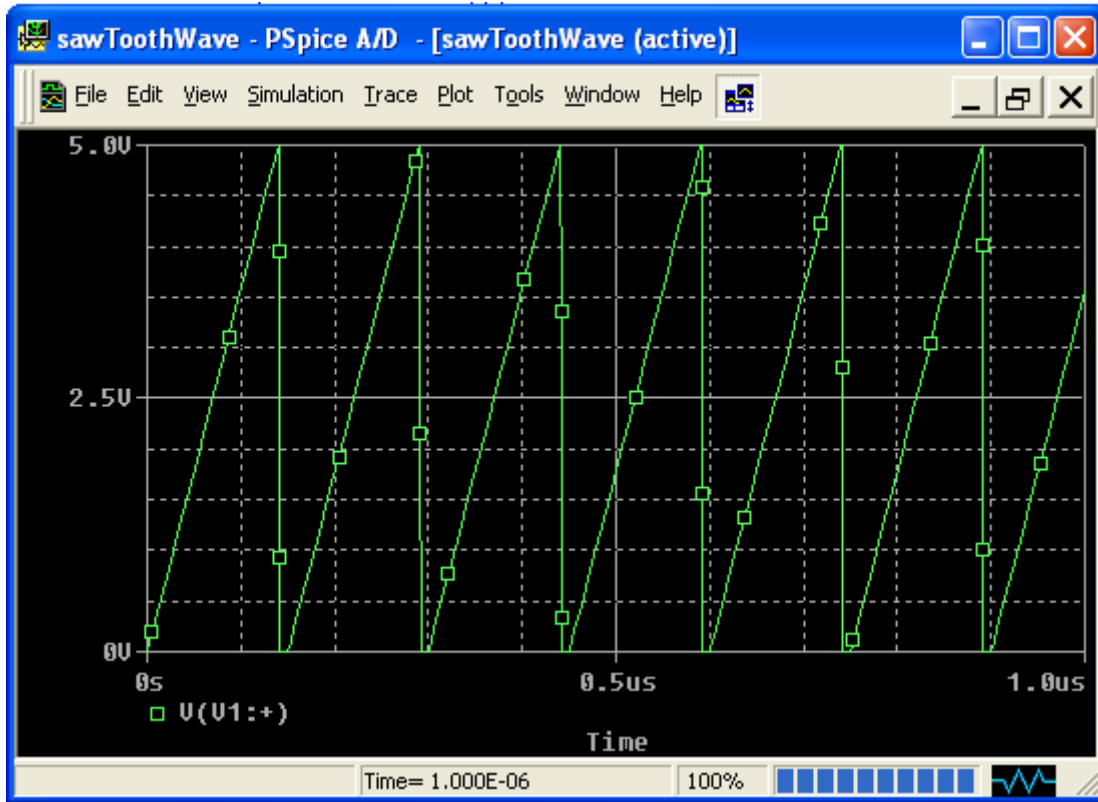 sawToothWave - PSpice A/D - [sawToothWave (active)]
File Edit View Simulation Trace Plot Tools Window Help
5.0V
2.5V
0V
0s 0.5us 1.0us
V(V1:+)
Time
Time= 1.000E-06 100%